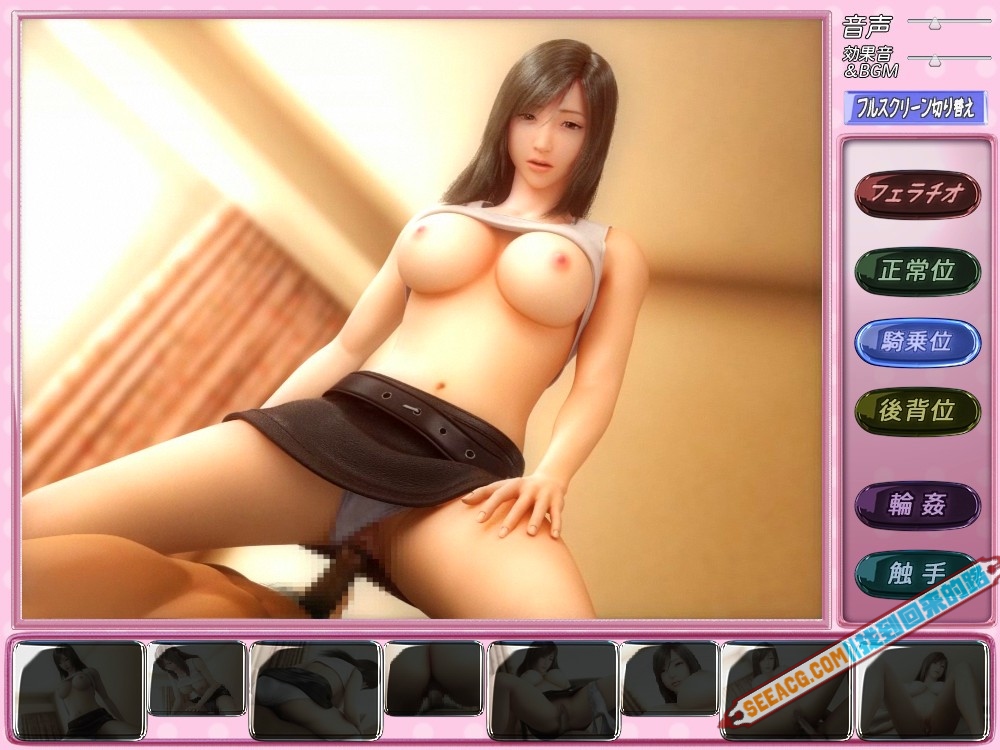 音声
効果音
&BGM
フルスクリーン切り替え
フェラチオ
正常位
騎乗位
後背位
輪姦
触手
SEEACG.COM//找到回来的路